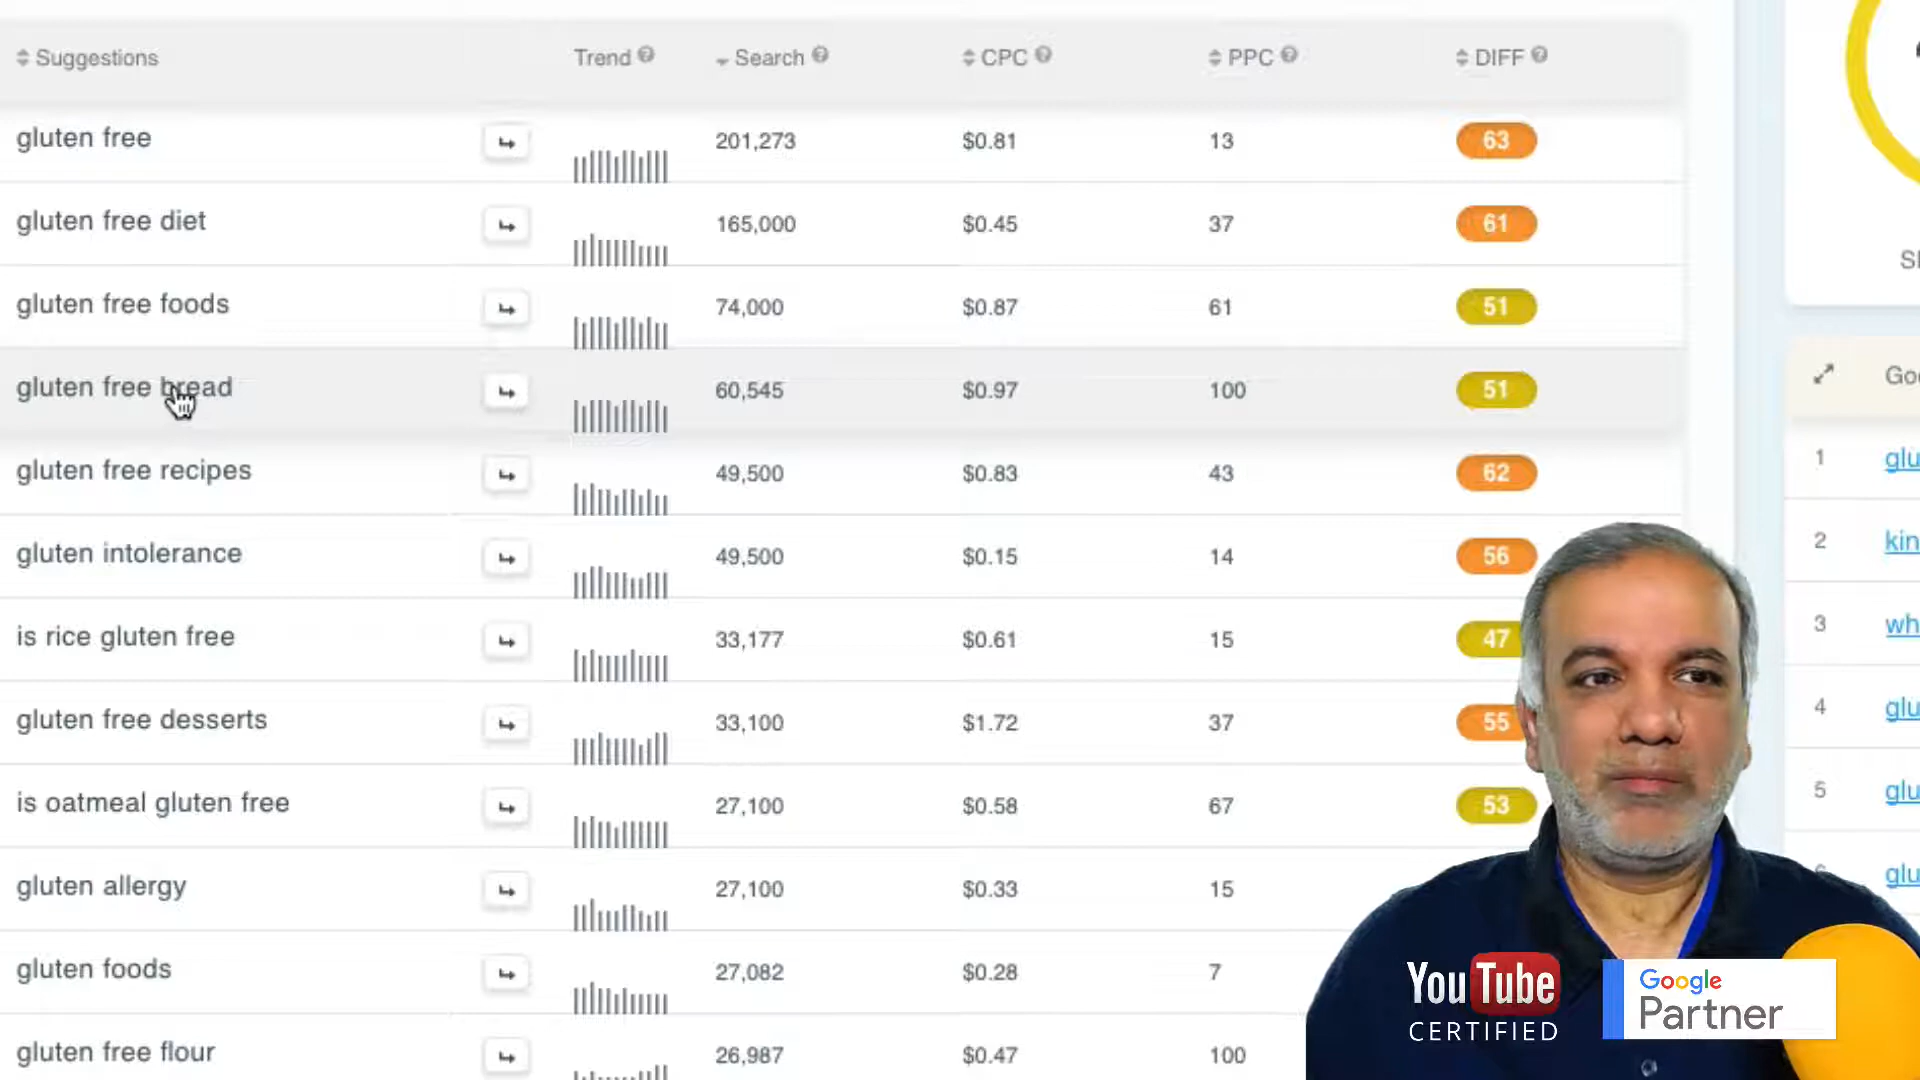 Suggestions Trend Search CPC PPC DIFF
gluten free 201,273 $0.81 13 63
gluten free diet 165,000 $0.45 37 61
gluten free foods 74,000 $0.87 61 51
gluten free bread 60,545 $0.97 100 51
gluten free recipes 49,500 $0.83 43 62
gluten intolerance 49,500 $0.15 14 56
is rice gluten free 33,177 $0.61 15 47
gluten free desserts 33,100 $1.72 37 55
is oatmeal gluten free 27,100 $0.58 67 53
gluten allergy 27,100 $0.33 15
gluten foods 27,082 $0.28 7
gluten free flour 26,987 $0.47 100
1 glu
2 kin
3 wh
4 glu
5 glu
glu
YouTube
CERTIFIED
Google
Partner